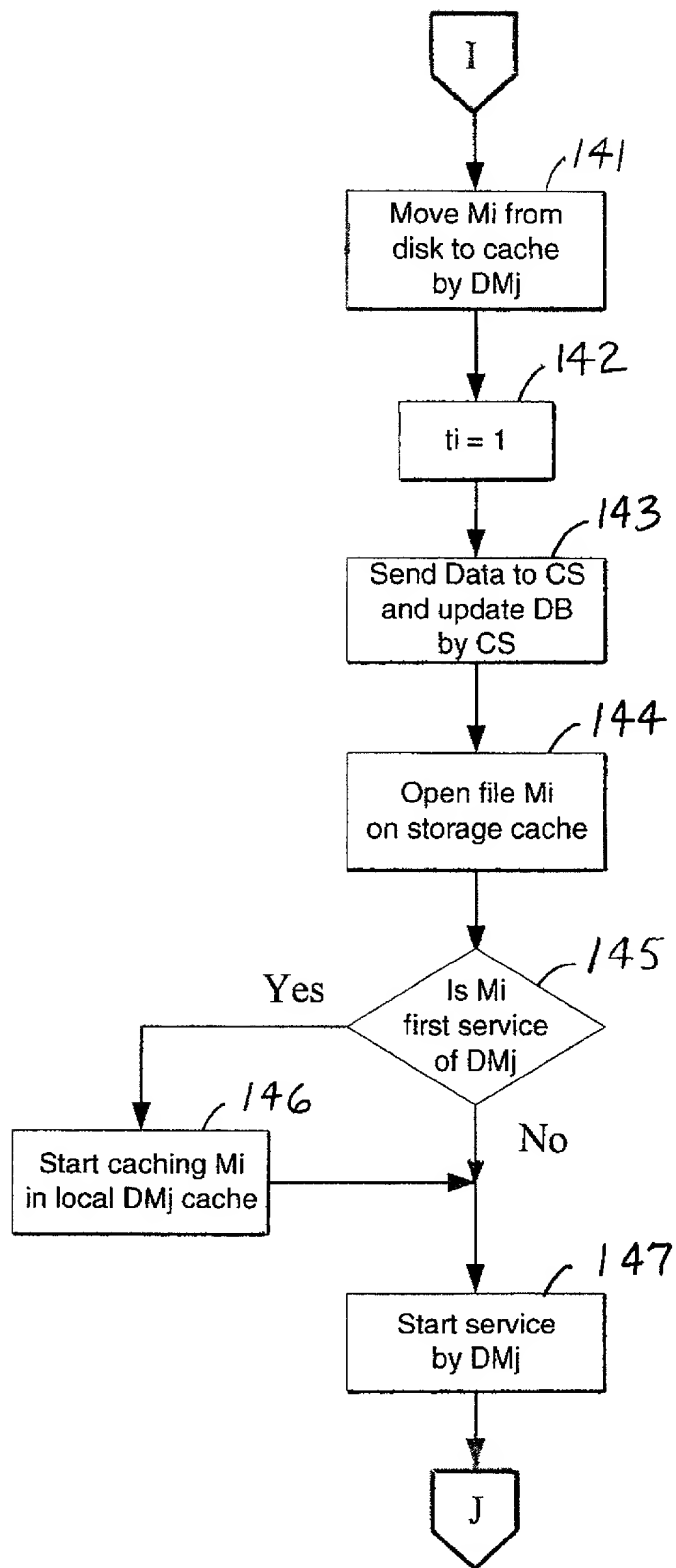 I
141
Move Mi from
disk to cache
by DMj
142
ti = 1
143
Send Data to CS
and update DB
by CS
144
Open file Mi
on storage cache
145
Yes
Is Mi
first service
of DMj
146
No
Start caching Mi
in local DMj cache
147
Start service
by DMj
J